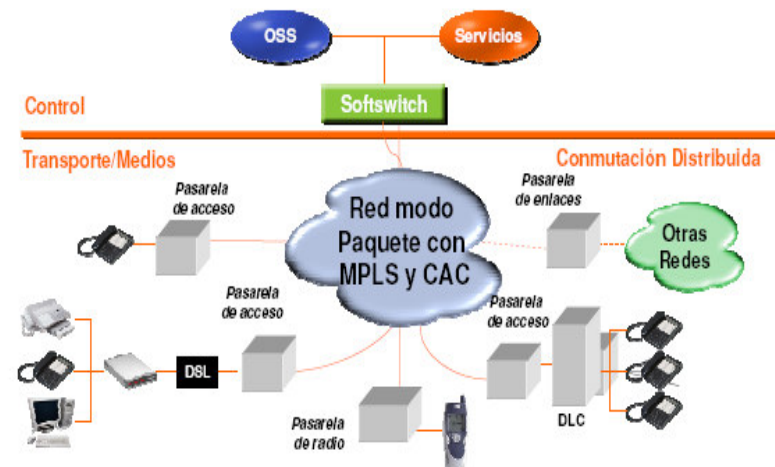 OSS
Servicios
Softswitch
Control
Transporte/Medios
Conmutación Distribuida
Pasarela
de acceso
Red modo
Paquete con
MPLS y CAC
Pasarela
de enlaces
Otras
Redes
Pasarela
de acceso
Pasarela
de acceso
DSL
Pasarela
de radio
DLC